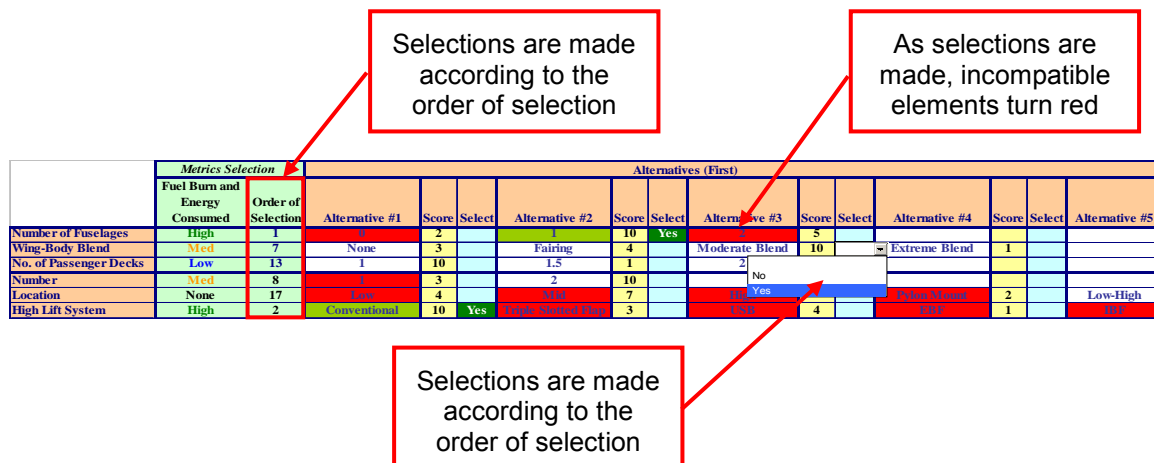 Selections are made
according to the
order of selection
As selections are
made, incompatible
elements turn red
Metrics Selection Alternatives (First)
Fuel Burn and
Energy
Consumed Order of
Selection Alternative #1 Score Select Alternative #2 Score Select Alternative #3 Score Select Alternative #4 Score Select Alternative #5
Number of Fuselages High 1 0 2 1 10 Yes 2 5
Wing-Body Blend Med 7 None 3 Fairing 4 Moderate Blend 10 Extreme Blend 1
No. of Passenger Decks Low 13 1 10 1.5 1 2
No
Number Med 8 1 3 2 10
Yes
Location None 17 Low 4 Mid 7 Pylon Mount 2 Low-High
High Lift System High 2 Conventional 10 Yes Triple Slotted Flap 3 USB 4 EBF 1 IBF
Selections are made
according to the
order of selection